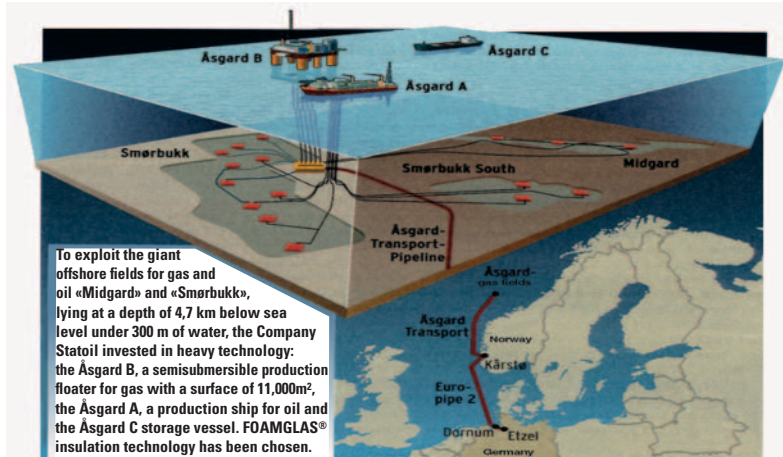 Åsgard B
Åsgard C
Åsgard A
Smørbukk
Smørbukk South
Midgard
Åsgard-
Transport-
Pipeline
To exploit the giant
offshore fields for gas and
oil «Midgard» and «Smørbukk»,
lying at a depth of 4,7 km below sea
level under 300 m of water, the Company
Statoil invested in heavy technology:
the Åsgard B, a semisubmersible production
floater for gas with a surface of 11,000m²,
the Åsgard A, a production ship for oil and
the Åsgard C storage vessel. FOAMGLAS®
insulation technology has been chosen.
Åsgard-
gas fields
Åsgard
Transport
Norway
Kårstø
Euro-
pipe 2
Dornum
Etzel
Germany